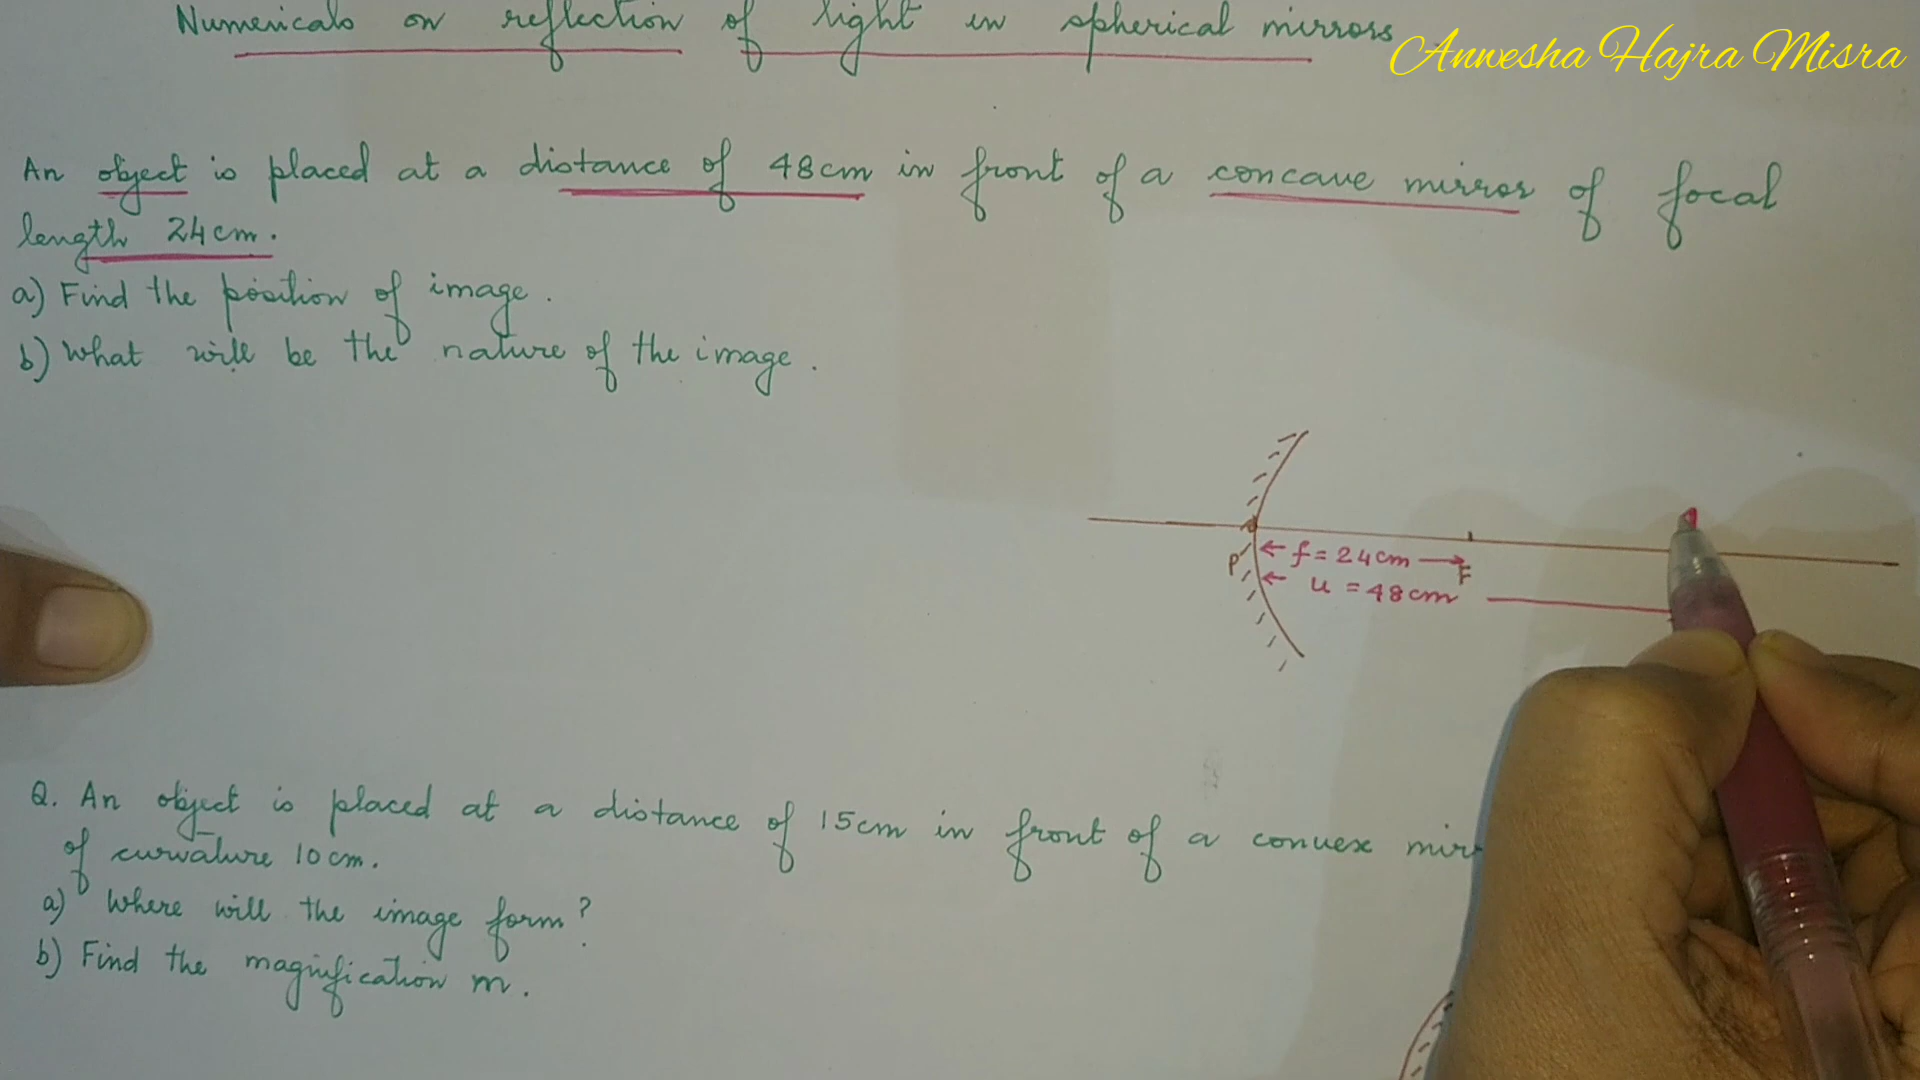 Numericals on reflection of light in spherical mirrors
Annesha Hajra Misra
An object is placed at a distance of 48cm in front of a concave mirror of focal
length 24cm.
a) Find the position of image.
b) What will be the nature of the image.
P
← f = 24cm → F
← u = 48cm
Q. An object is placed at a distance of 15cm in front of a convex mirr
of curvature 10cm.
a) Where will the image form?
b) Find the magnification m.